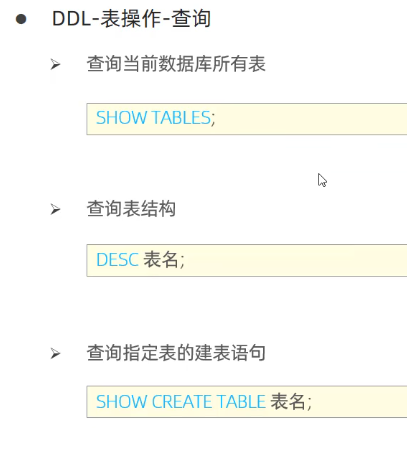 DDL-表操作-查询
查询当前数据库所有表
SHOW TABLES;
查询表结构
DESC 表名;
查询指定表的建表语句
SHOW CREATE TABLE 表名;